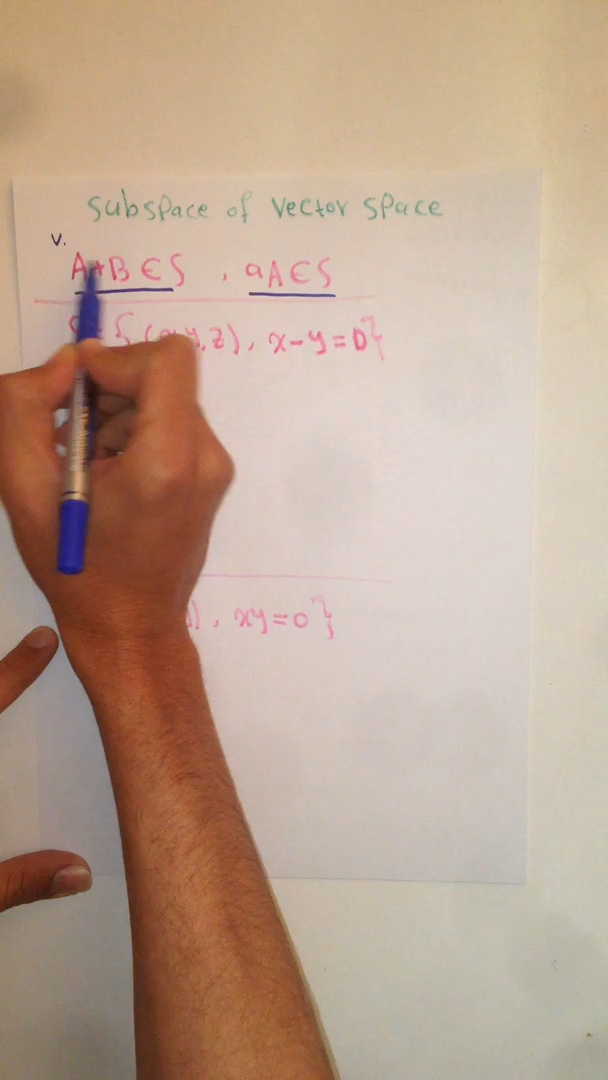 Subspace of Vector Space
v.
A+B ∈ S , aA ∈ S
{(x,y,z), x-y=0}
), xy=0}